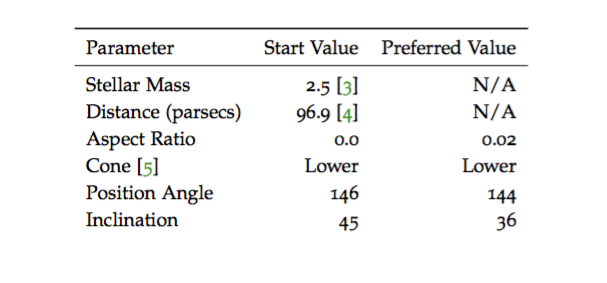 Parameter Start Value Preferred Value
Stellar Mass 2.5 [3] N/A
Distance (parsecs) 96.9 [4] N/A
Aspect Ratio 0.0 0.02
Cone [5] Lower Lower
Position Angle 146 144
Inclination 45 36